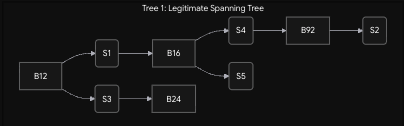 Tree 1: Legitimate Spanning Tree
S4
B92
S2
S1
B16
B12
S5
S3
B24